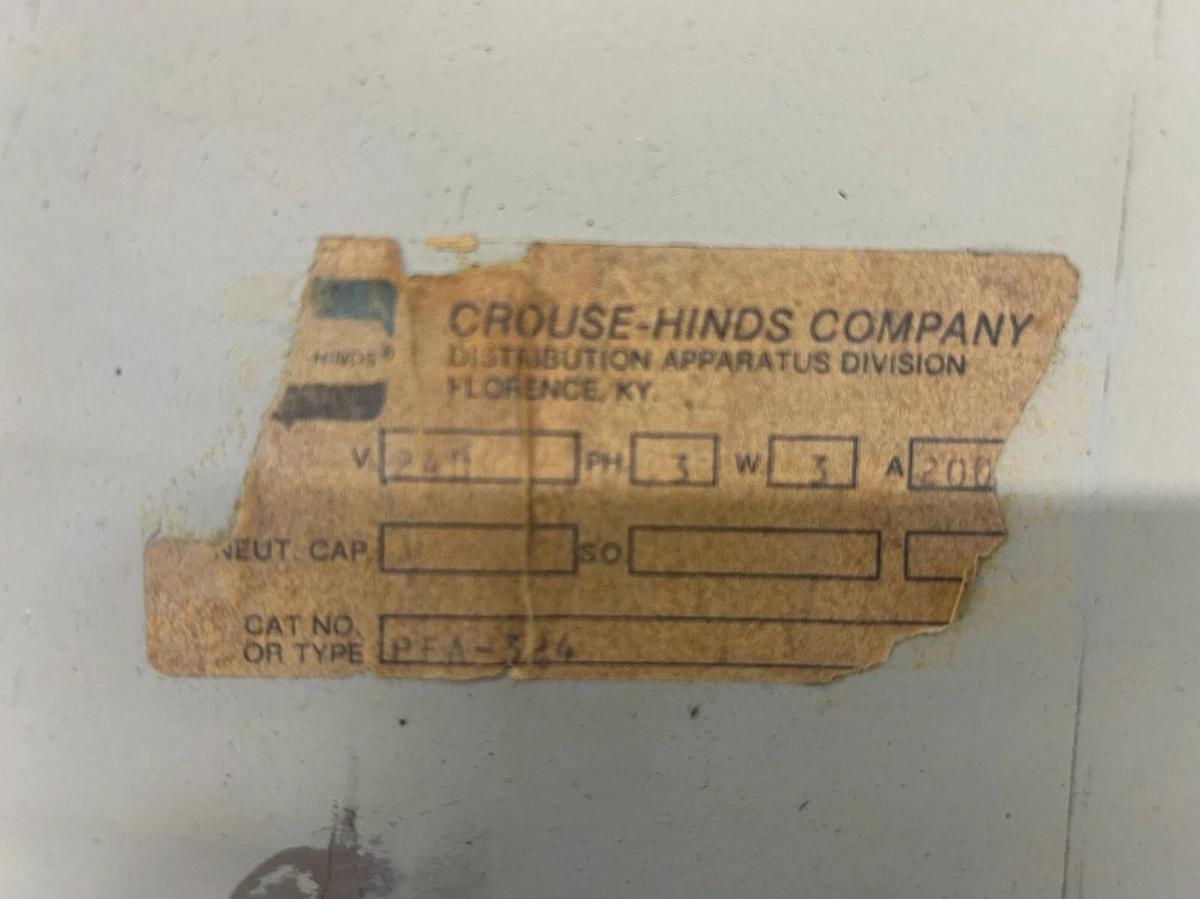 CROUSE-HINDS COMPANY
HINDS®
DISTRIBUTION APPARATUS DIVISION
FLORENCE, KY.
V. 240 PH. 3 W. 3 A 200
NEUT. CAP. SO
CAT NO.
OR TYPE